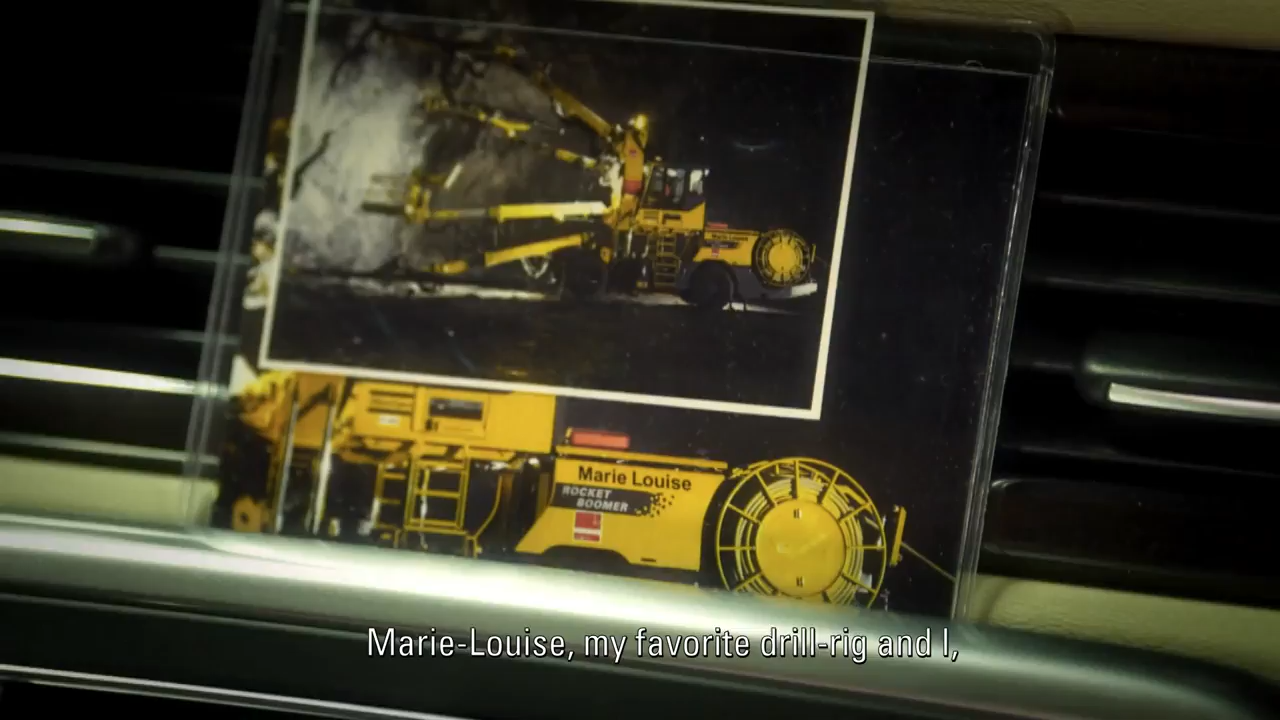 Marie Louise
ROCKET
BOOMER
Marie-Louise, my favorite drill-rig and I,